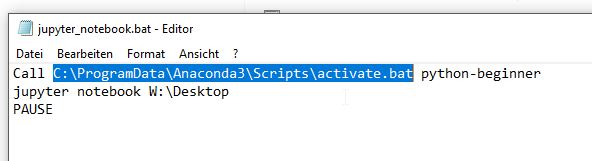 jupyter_notebook.bat - Editor
Datei Bearbeiten Format Ansicht ?
Call C:\ProgramData\Anaconda3\Scripts\activate.bat python-beginner
jupyter notebook W:\Desktop
PAUSE